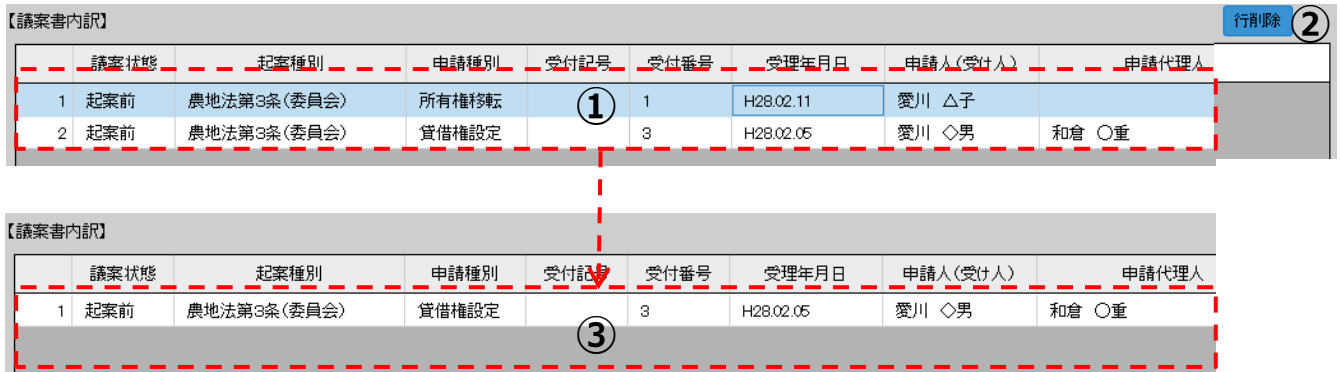 【議案書内訳】 行削除 ②
議案状態 起案種別 申請種別 受付記号 受付番号 受理年月日 申請人(受け人) 申請代理人
1 起案前 農地法第3条(委員会) 所有権移転 1 H28.02.11 愛川 △子
①
2 起案前 農地法第3条(委員会) 貸借権設定 3 H28.02.05 愛川 ◇男 和倉 〇重
【議案書内訳】
議案状態 起案種別 申請種別 受付記号 受付番号 受理年月日 申請人(受け人) 申請代理人
1 起案前 農地法第3条(委員会) 貸借権設定 3 H28.02.05 愛川 ◇男 和倉 〇重
③